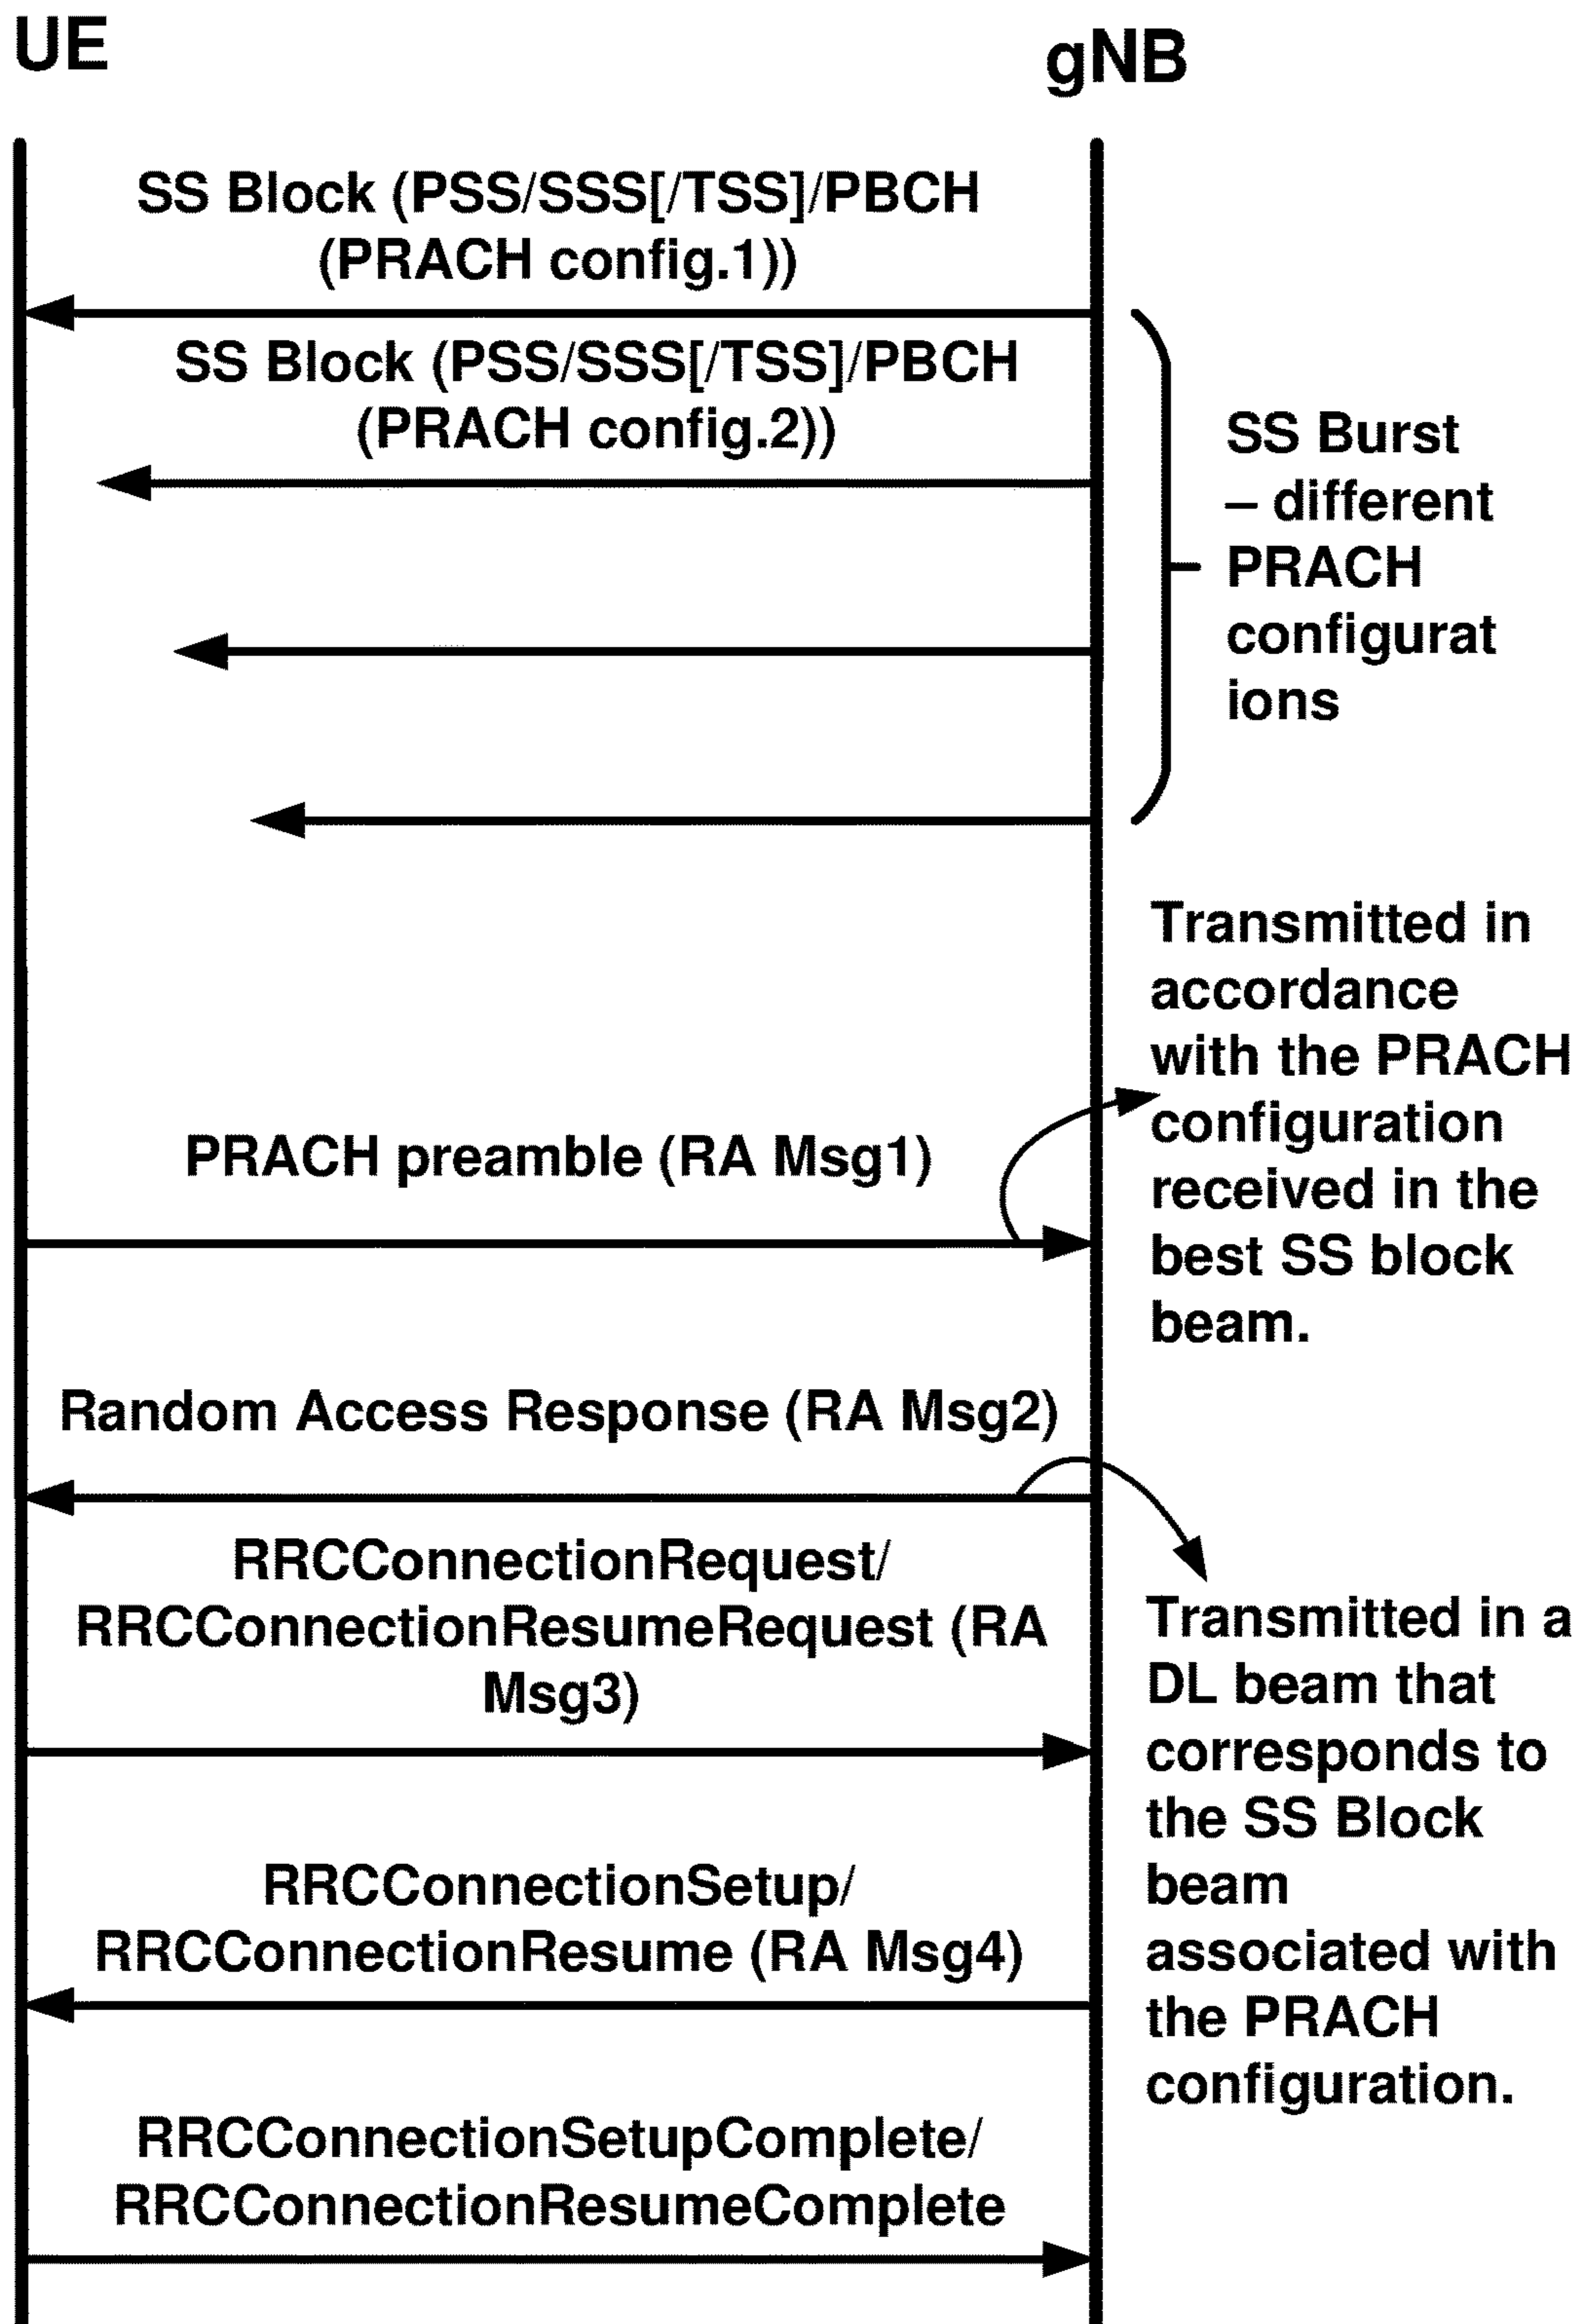 UE
gNB
SS Block (PSS/SSS[/TSS]/PBCH
(PRACH config.1))
SS Block (PSS/SSS[/TSS]/PBCH
(PRACH config.2))
SS Burst
– different
PRACH
configurat
ions
Transmitted in
accordance
with the PRACH
configuration
received in the
best SS block
beam.
PRACH preamble (RA Msg1)
Random Access Response (RA Msg2)
RRCConnectionRequest/
RRCConnectionResumeRequest (RA
Msg3)
Transmitted in a
DL beam that
corresponds to
the SS Block
beam
associated with
the PRACH
configuration.
RRCConnectionSetup/
RRCConnectionResume (RA Msg4)
RRCConnectionSetupComplete/
RRCConnectionResumeComplete